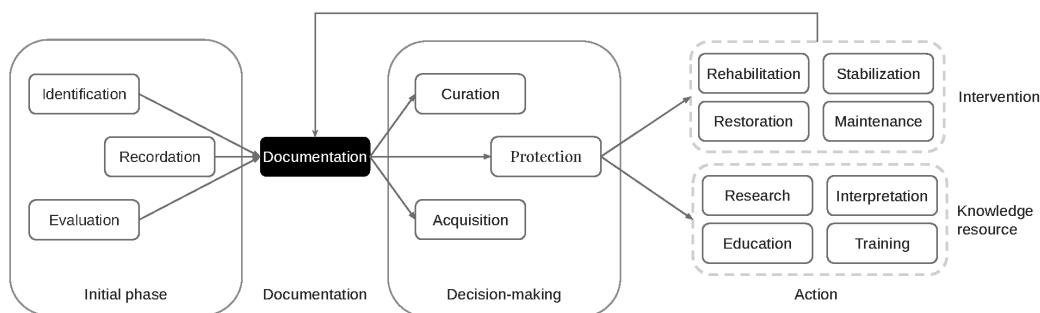 Identification
Recordation
Evaluation
Initial phase
Documentation
Documentation
Curation
Protection
Acquisition
Decision-making
Rehabilitation
Stabilization
Restoration
Maintenance
Intervention
Research
Interpretation
Education
Training
Knowledge
resource
Action